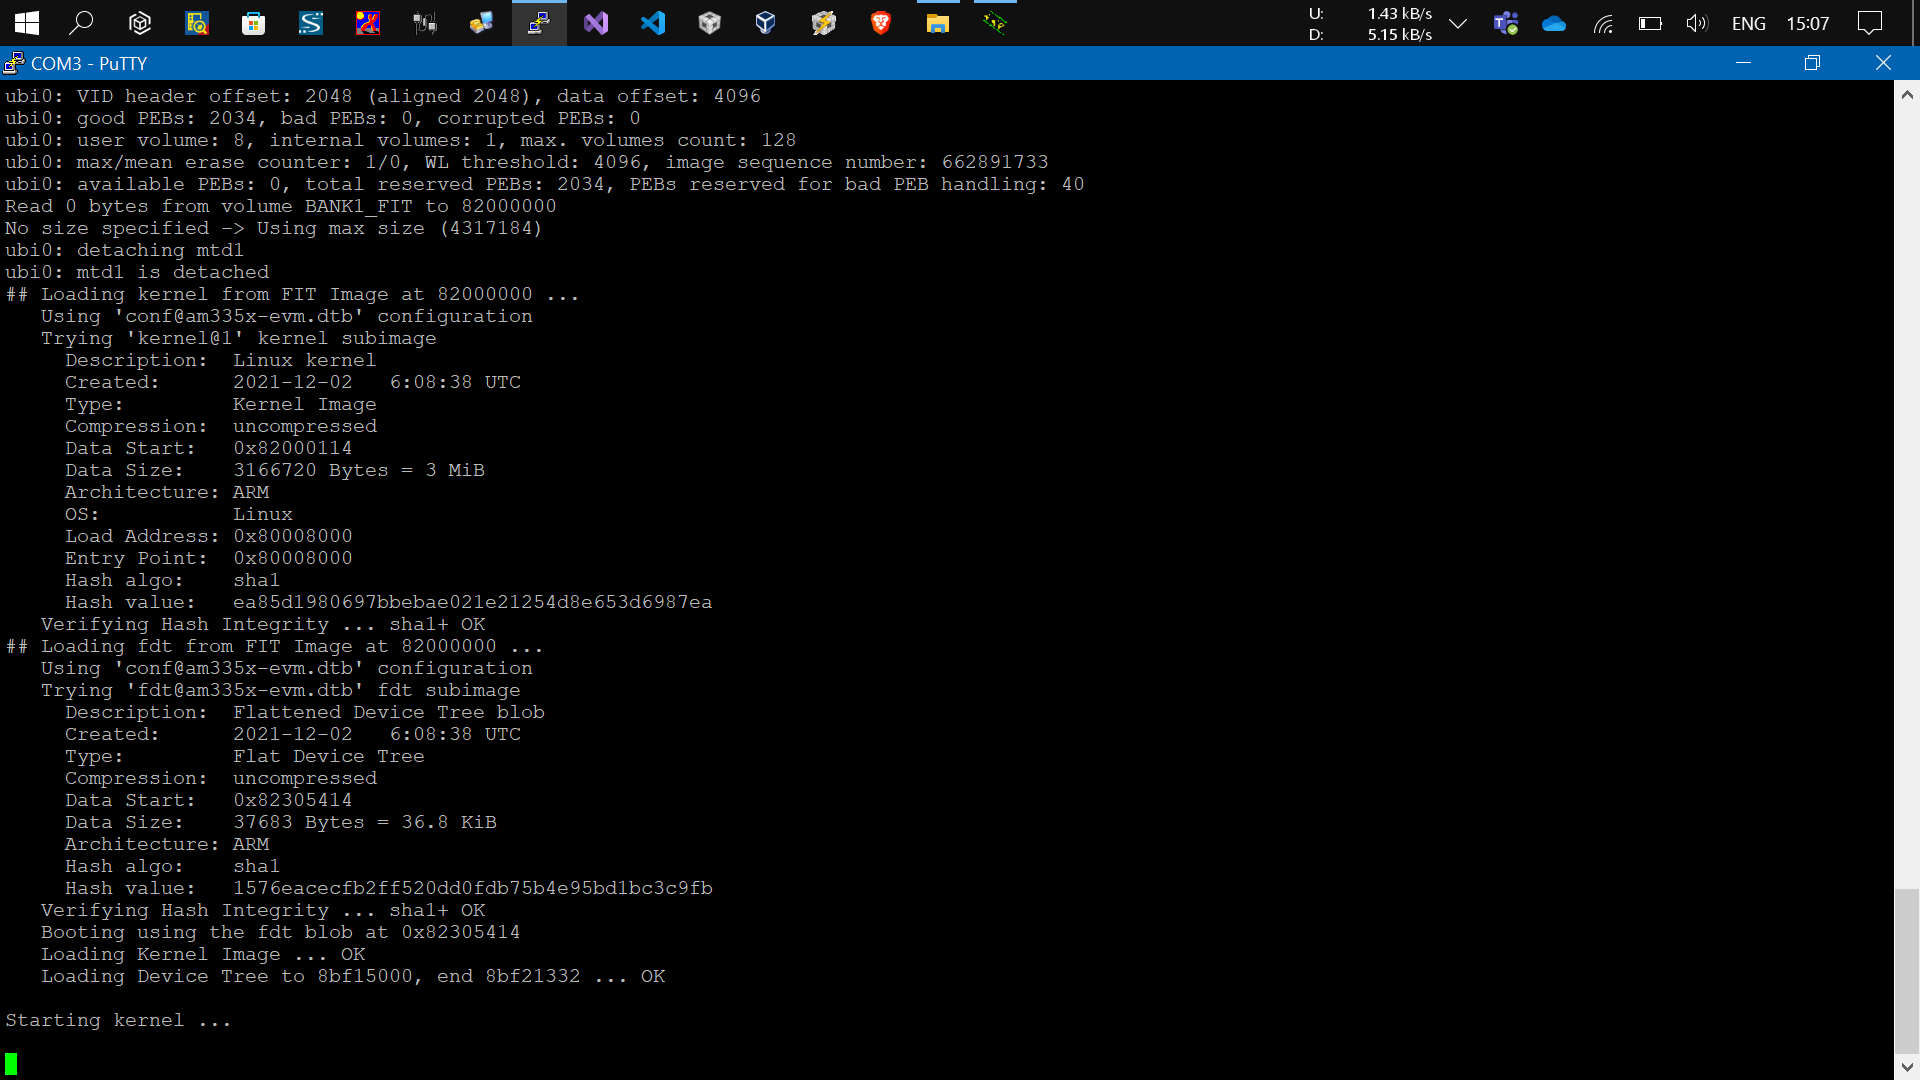 U: 1.43 kB/s
D: 5.15 kB/s
ENG 15:07
COM3 - PuTTY
ubi0: VID header offset: 2048 (aligned 2048), data offset: 4096
ubi0: good PEBs: 2034, bad PEBs: 0, corrupted PEBs: 0
ubi0: user volume: 8, internal volumes: 1, max. volumes count: 128
ubi0: max/mean erase counter: 1/0, WL threshold: 4096, image sequence number: 662891733
ubi0: available PEBs: 0, total reserved PEBs: 2034, PEBs reserved for bad PEB handling: 40
Read 0 bytes from volume BANK1_FIT to 82000000
No size specified -> Using max size (4317184)
ubi0: detaching mtd1
ubi0: mtd1 is detached
## Loading kernel from FIT Image at 82000000 ...
   Using 'conf@am335x-evm.dtb' configuration
   Trying 'kernel@1' kernel subimage
     Description:  Linux kernel
     Created:      2021-12-02   6:08:38 UTC
     Type:         Kernel Image
     Compression:  uncompressed
     Data Start:   0x82000114
     Data Size:    3166720 Bytes = 3 MiB
     Architecture: ARM
     OS:           Linux
     Load Address: 0x80008000
     Entry Point:  0x80008000
     Hash algo:    sha1
     Hash value:   ea85d1980697bbebae021e21254d8e653d6987ea
   Verifying Hash Integrity ... sha1+ OK
## Loading fdt from FIT Image at 82000000 ...
   Using 'conf@am335x-evm.dtb' configuration
   Trying 'fdt@am335x-evm.dtb' fdt subimage
     Description:  Flattened Device Tree blob
     Created:      2021-12-02   6:08:38 UTC
     Type:         Flat Device Tree
     Compression:  uncompressed
     Data Start:   0x82305414
     Data Size:    37683 Bytes = 36.8 KiB
     Architecture: ARM
     Hash algo:    sha1
     Hash value:   1576eacecfb2ff520dd0fdb75b4e95bd1bc3c9fb
   Verifying Hash Integrity ... sha1+ OK
   Booting using the fdt blob at 0x82305414
   Loading Kernel Image ... OK
   Loading Device Tree to 8bf15000, end 8bf21332 ... OK
Starting kernel ...